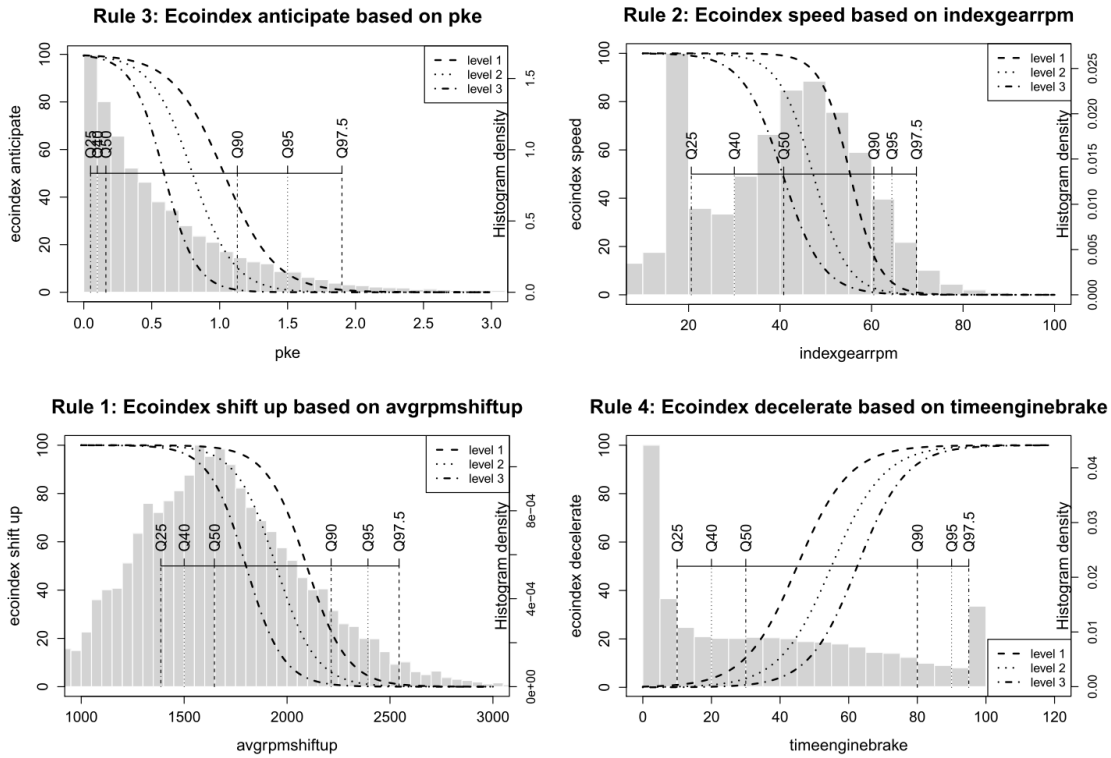 Rule 3: Ecoindex anticipate based on pke
ecoindex anticipate
0
20
40
60
80
100
Q25
Q40
Q50
Q90
Q95
Q97.5
level 1
level 2
level 3
Histogram density
0.0
0.5
1.0
1.5
0.0 0.5 1.0 1.5 2.0 2.5 3.0
pke
Rule 2: Ecoindex speed based on indexgearrpm
ecoindex speed
0
20
40
60
80
100
Q25
Q40
Q50
Q90
Q95
Q97.5
level 1
level 2
level 3
Histogram density
0.000
0.005
0.010
0.015
0.020
0.025
20 40 60 80 100
indexgearrpm
Rule 1: Ecoindex shift up based on avgrpmshiftup
ecoindex shift up
0
20
40
60
80
100
Q25
Q40
Q50
Q90
Q95
Q97.5
level 1
level 2
level 3
Histogram density
0e+00
4e-04
8e-04
1000 1500 2000 2500 3000
avgrpmshiftup
Rule 4: Ecoindex decelerate based on timeenginebrake
ecoindex decelerate
0
20
40
60
80
100
Q25
Q40
Q50
Q90
Q95
Q97.5
level 1
level 2
level 3
Histogram density
0.00
0.01
0.02
0.03
0.04
0 20 40 60 80 100 120
timeenginebrake